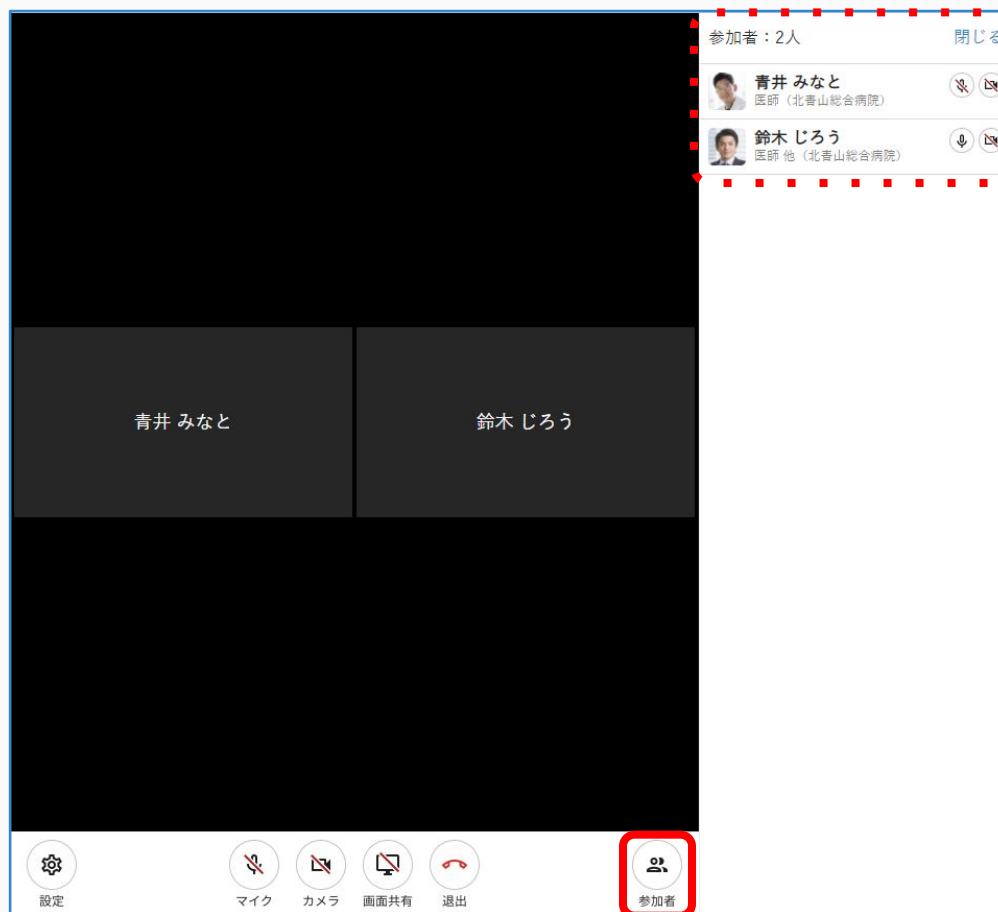 参加者：2人 閉じる
青井 みなと
医師（北青山総合病院）
鈴木 じろう
医師 他（北青山総合病院）
青井 みなと 鈴木 じろう
設定 マイク カメラ 画面共有 退出 参加者